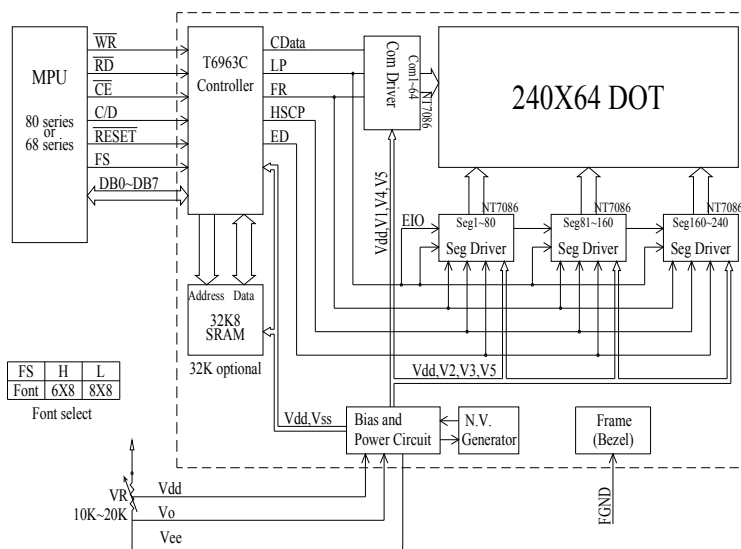 MPU
80 series
or
68 series
WR
RD
CE
C/D
RESET
FS
DB0~DB7
T6963C
Controller
CData
LP
FR
HSCP
ED
Com Driver
Com1~64
NT7086
240X64 DOT
Vdd,V1,V4,V5
EIO
NT7086
Seg1~80
Seg Driver
NT7086
Seg81~160
Seg Driver
NT7086
Seg160~240
Seg Driver
Address Data
32K8
SRAM
32K optional
FS H L
Font 6X8 8X8
Font select
Vdd,V2,V3,V5
Vdd,Vss
Bias and
Power Circuit
N.V.
Generator
Frame
(Bezel)
FGND
VR
10K~20K
Vdd
Vo
Vee